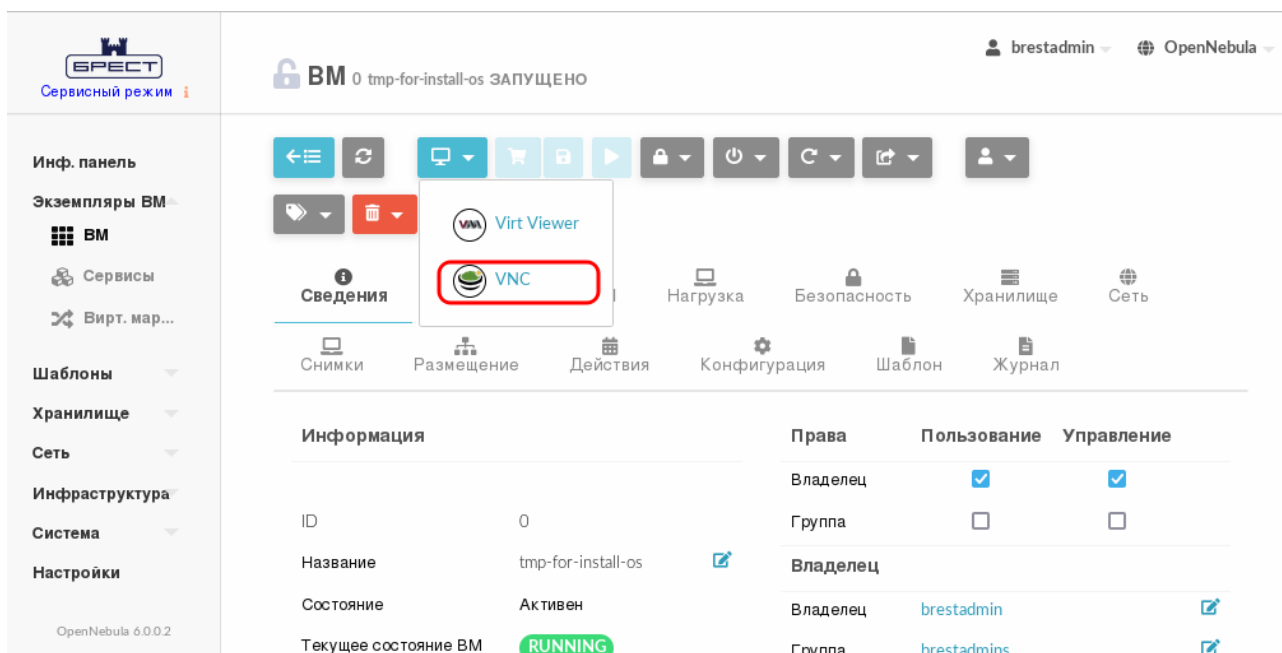 БРЕСТ
Сервисный режим i
brestadmin
OpenNebula
ВМ 0 tmp-for-install-os ЗАПУЩЕНО
Инф. панель
Экземпляры ВМ
ВМ
Сервисы
Вирт. мар...
Шаблоны
Хранилище
Сеть
Инфраструктура
Система
Настройки
OpenNebula 6.0.0.2
Virt Viewer
VNC
Сведения
Нагрузка
Безопасность
Хранилище
Сеть
Снимки
Размещение
Действия
Конфигурация
Шаблон
Журнал
Информация
ID 0
Название tmp-for-install-os
Состояние Активен
Текущее состояние ВМ RUNNING
Права Пользование Управление
Владелец
Группа
Владелец
Владелец brestadmin
Группа brestadmins